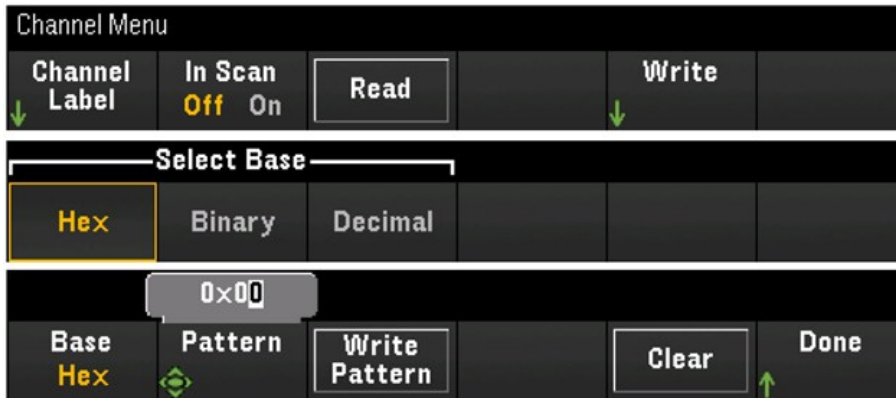 Channel Menu
Channel Label
In Scan
Off On
Read
Write
Select Base
Hex
Binary
Decimal
0x00
Base
Hex
Pattern
Write Pattern
Clear
Done